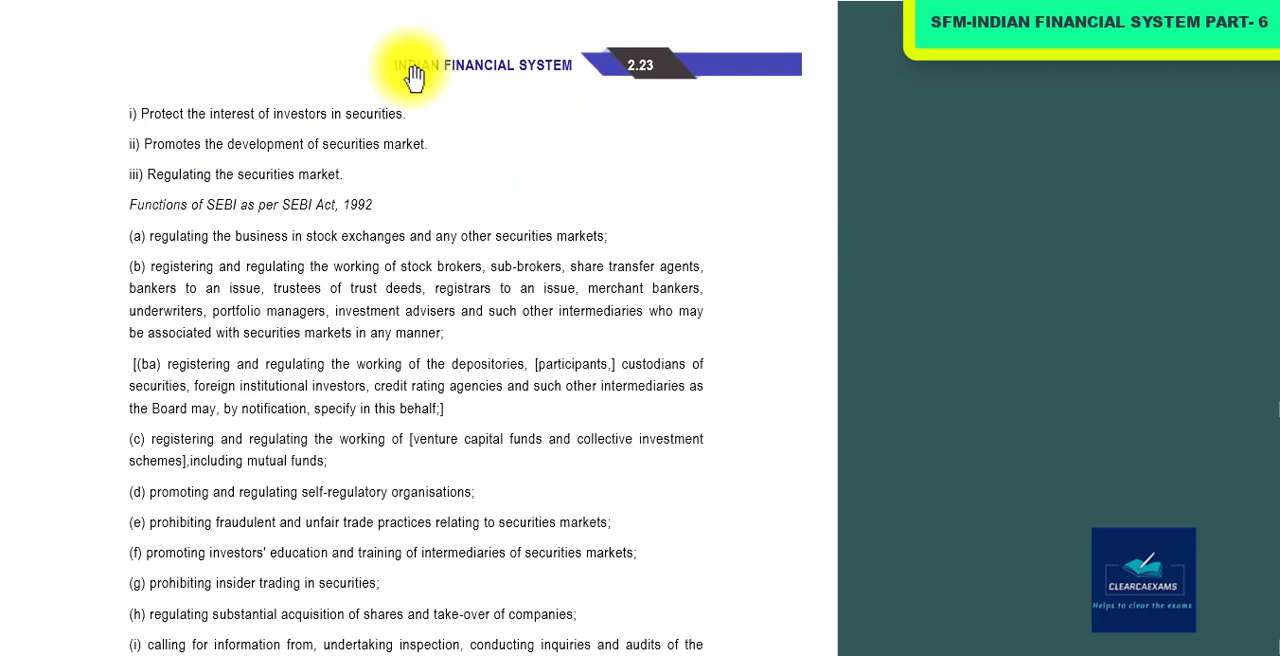 SFM-INDIAN FINANCIAL SYSTEM PART- 6
INDIAN FINANCIAL SYSTEM 2.23
i) Protect the interest of investors in securities.
ii) Promotes the development of securities market.
iii) Regulating the securities market.
Functions of SEBI as per SEBI Act, 1992
(a) regulating the business in stock exchanges and any other securities markets;
(b) registering and regulating the working of stock brokers, sub-brokers, share transfer agents,
bankers to an issue, trustees of trust deeds, registrars to an issue, merchant bankers,
underwriters, portfolio managers, investment advisers and such other intermediaries who may
be associated with securities markets in any manner;
[(ba) registering and regulating the working of the depositories, [participants,] custodians of
securities, foreign institutional investors, credit rating agencies and such other intermediaries as
the Board may, by notification, specify in this behalf;]
(c) registering and regulating the working of [venture capital funds and collective investment
schemes],including mutual funds;
(d) promoting and regulating self-regulatory organisations;
(e) prohibiting fraudulent and unfair trade practices relating to securities markets;
(f) promoting investors' education and training of intermediaries of securities markets;
(g) prohibiting insider trading in securities;
(h) regulating substantial acquisition of shares and take-over of companies;
(i) calling for information from, undertaking inspection, conducting inquiries and audits of the
CLEARCAEXAMS
Helps to clear the exams